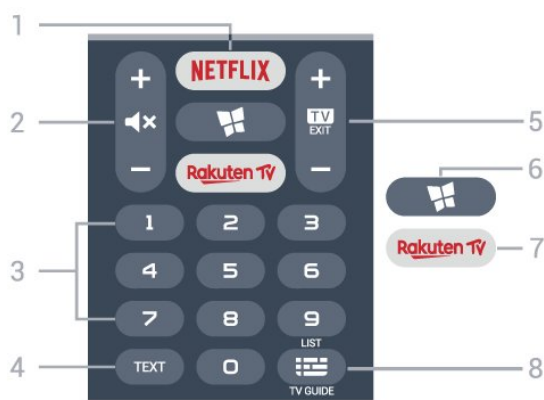 1
NETFLIX
+ +
2
TV
EXIT
5
- -
Rakuten TV
6
Rakuten TV
7
1 2 3
3
4 5 6
7 8 9
LIST
4
TEXT 0
8
TV GUIDE